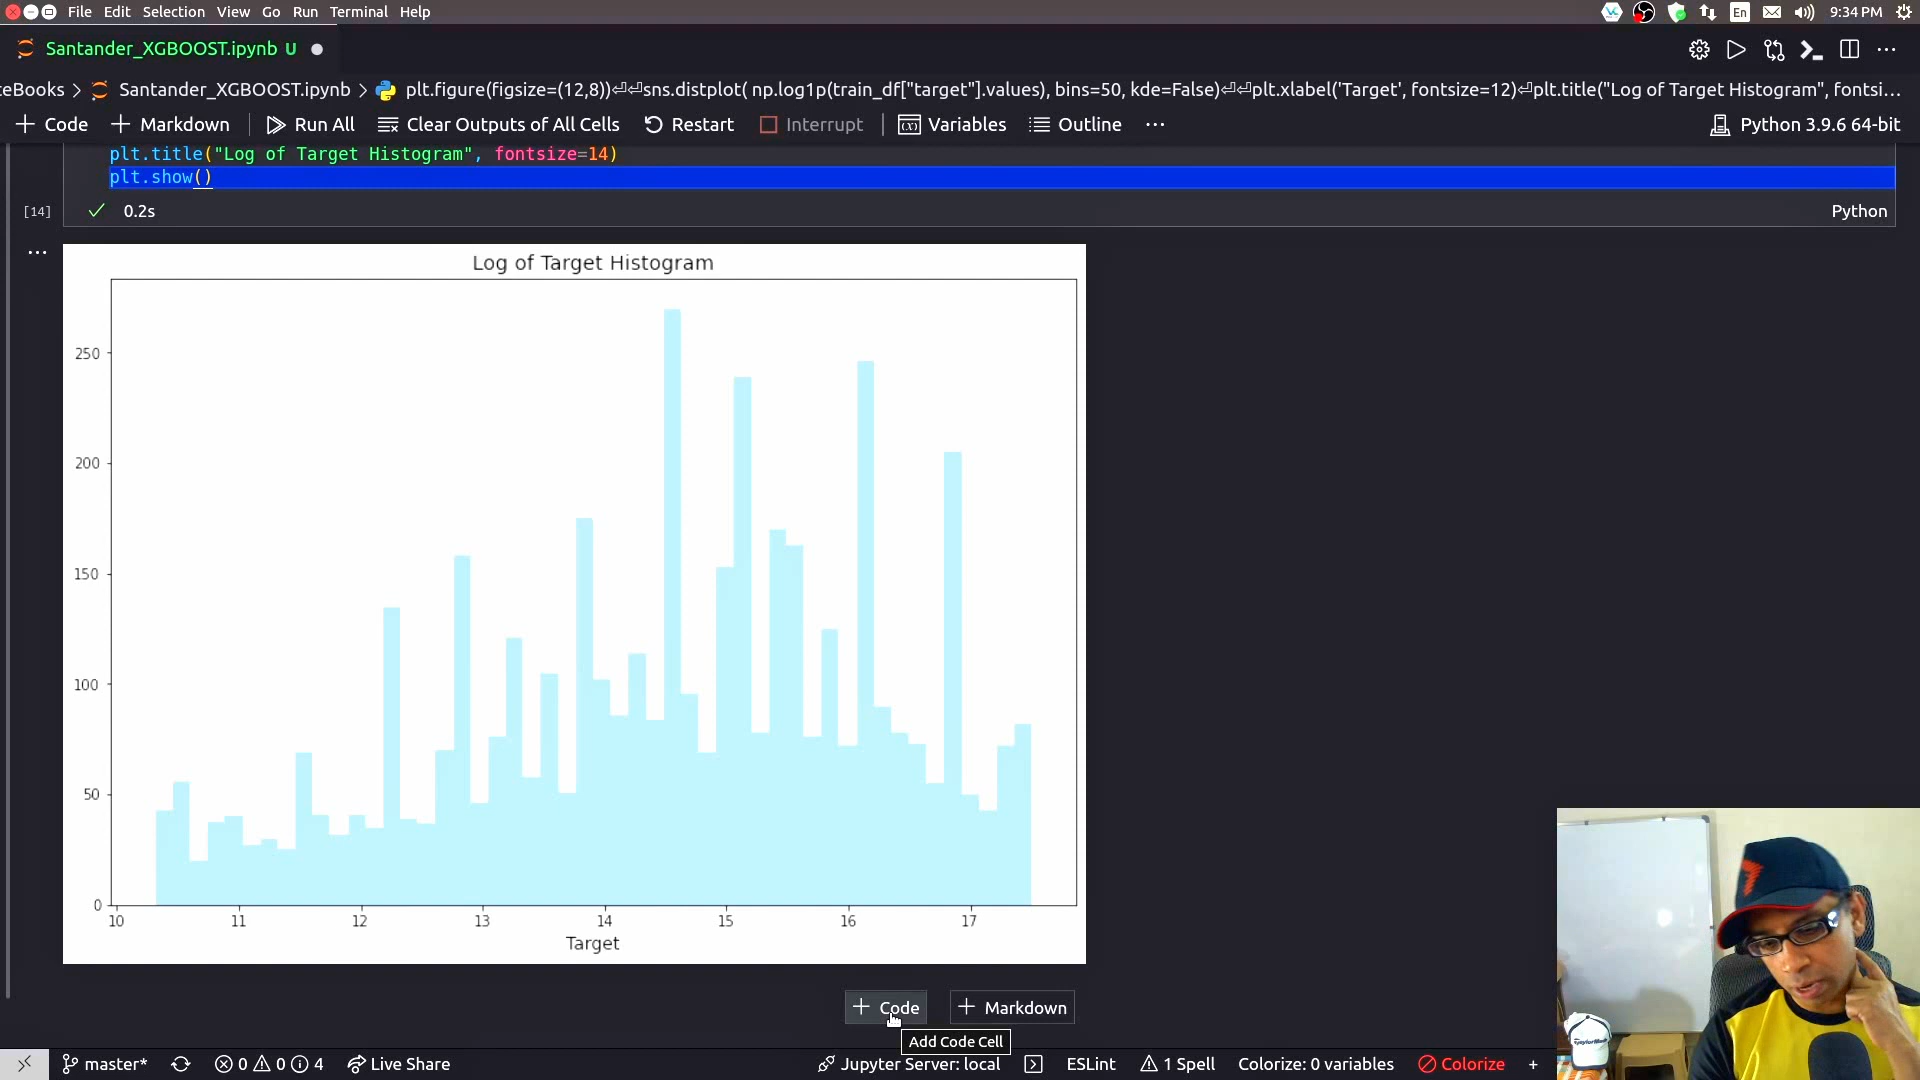 File Edit Selection View Go Run Terminal Help
En 9:34 PM
Santander_XGBOOST.ipynb U
eBooks > Santander_XGBOOST.ipynb > plt.figure(figsize=(12,8))⏎⏎sns.distplot( np.log1p(train_df["target"].values), bins=50, kde=False)⏎⏎plt.xlabel('Target', fontsize=12)⏎plt.title("Log of Target Histogram", fontsi...
+ Code + Markdown Run All Clear Outputs of All Cells Restart Interrupt Variables Outline ... Python 3.9.6 64-bit
plt.title("Log of Target Histogram", fontsize=14)
plt.show()
[14] 0.2s Python
...
Log of Target Histogram
250
200
150
100
50
0
10 11 12 13 14 15 16 17
Target
+ Code + Markdown
Add Code Cell
master* 0 0 4 Live Share Jupyter Server: local ESLint 1 Spell Colorize: 0 variables Colorize +